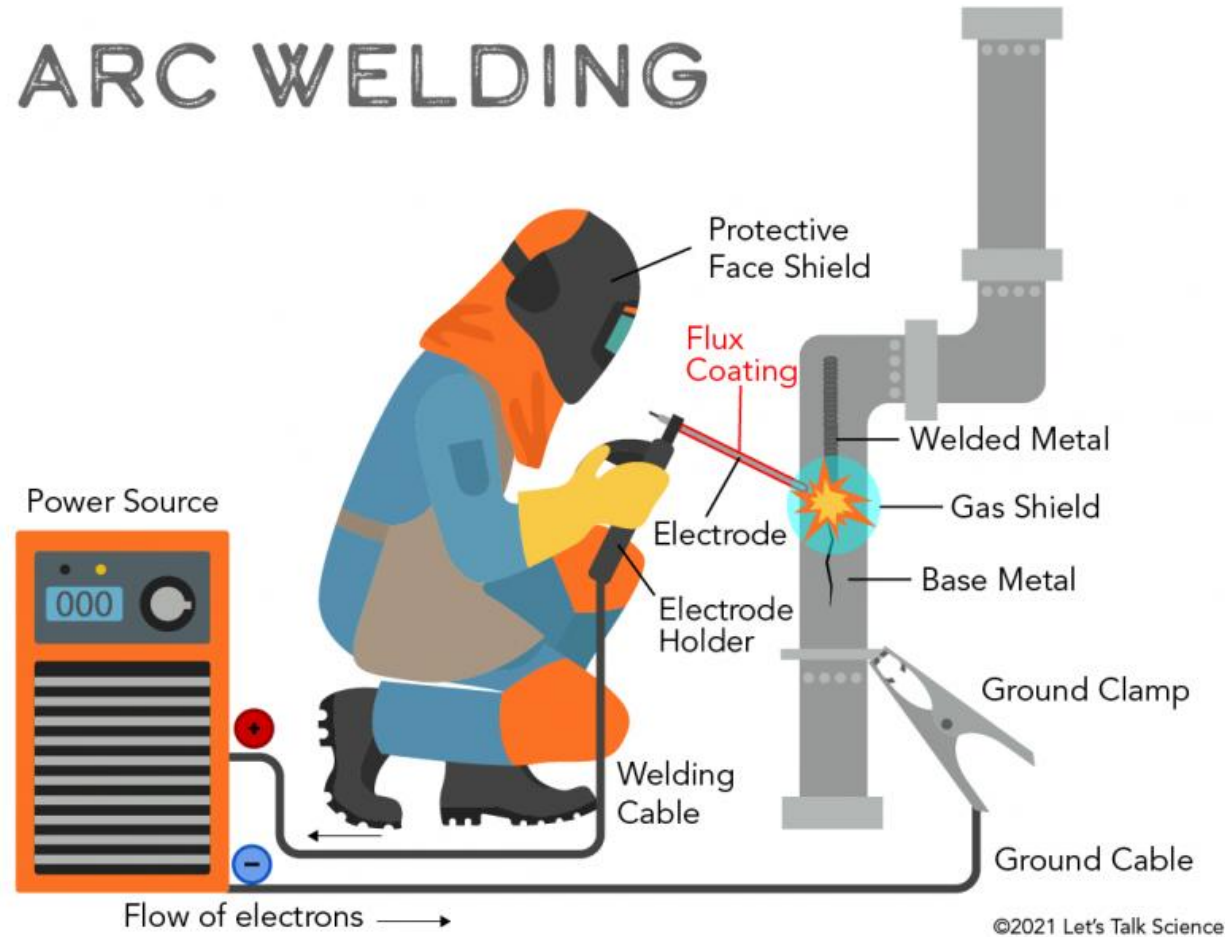 ARC WELDING
Protective
Face Shield
Flux
Coating
Welded Metal
Power Source
Gas Shield
Electrode
000
Base Metal
Electrode
Holder
Ground Clamp
+
Welding
Cable
−
Ground Cable
Flow of electrons
©2021 Let's Talk Science